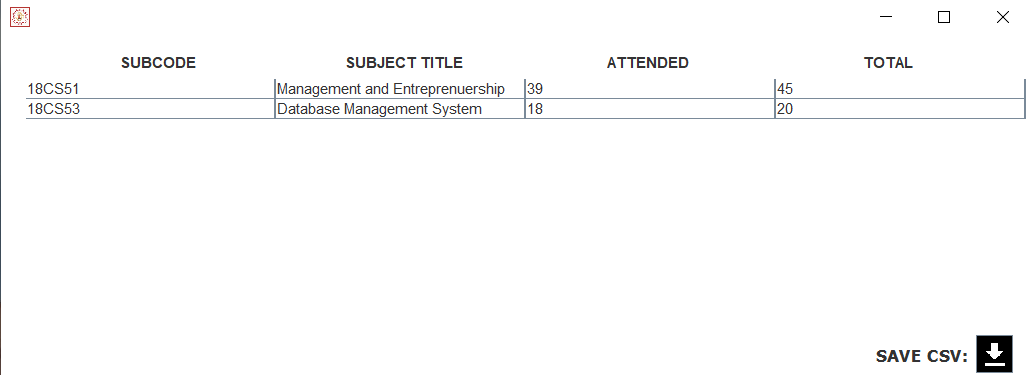 SUBCODE SUBJECT TITLE ATTENDED TOTAL
18CS51 Management and Entreprenuership 39 45
18CS53 Database Management System 18 20
SAVE CSV: